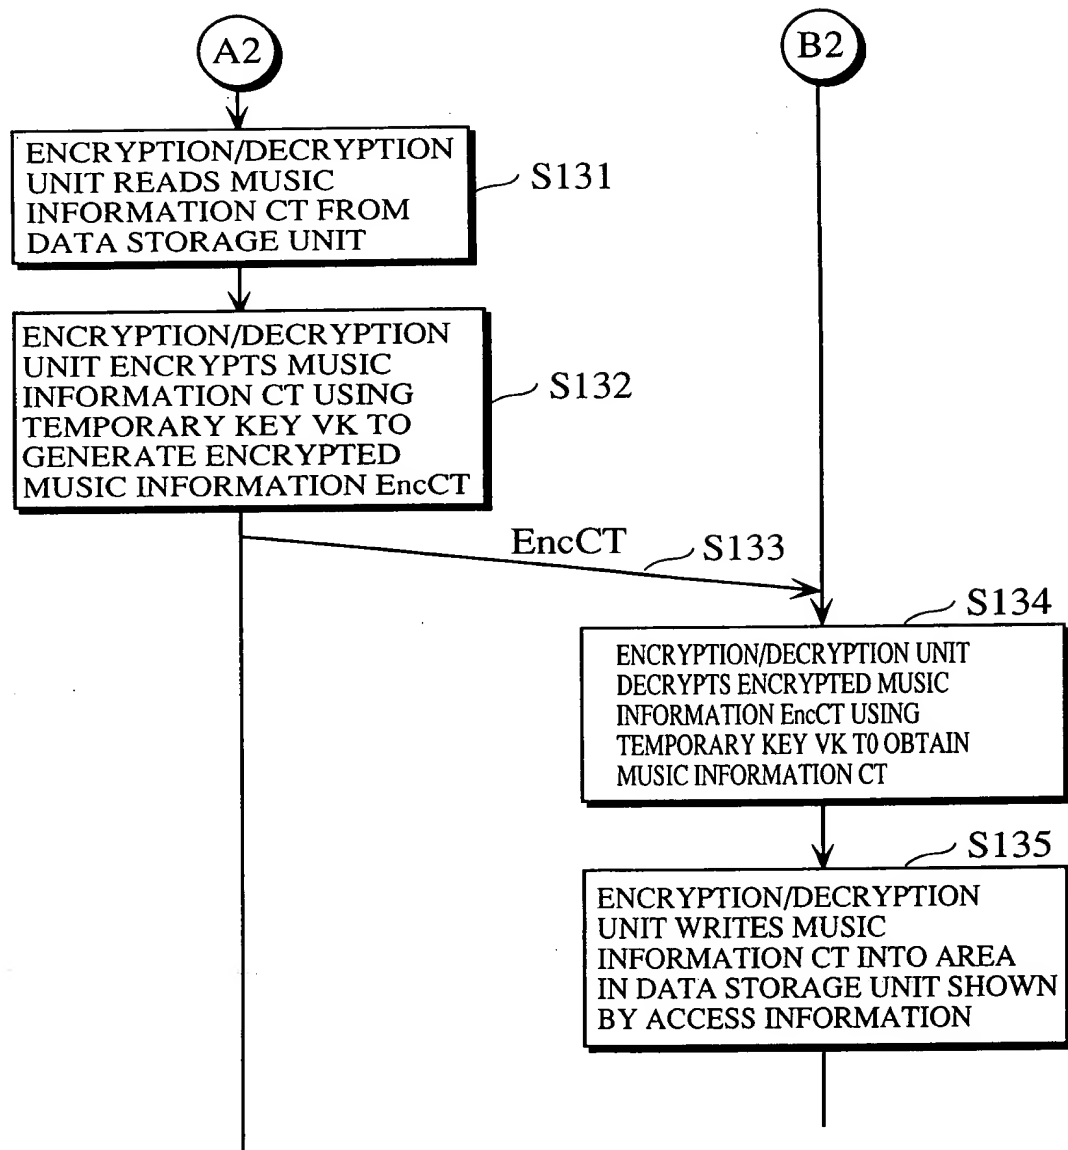 A2
B2
ENCRYPTION/DECRYPTION
UNIT READS MUSIC
INFORMATION CT FROM
DATA STORAGE UNIT
S131
ENCRYPTION/DECRYPTION
UNIT ENCRYPTS MUSIC
INFORMATION CT USING
TEMPORARY KEY VK TO
GENERATE ENCRYPTED
MUSIC INFORMATION EncCT
S132
EncCT
S133
S134
ENCRYPTION/DECRYPTION UNIT
DECRYPTS ENCRYPTED MUSIC
INFORMATION EncCT USING
TEMPORARY KEY VK T0 OBTAIN
MUSIC INFORMATION CT
S135
ENCRYPTION/DECRYPTION
UNIT WRITES MUSIC
INFORMATION CT INTO AREA
IN DATA STORAGE UNIT SHOWN
BY ACCESS INFORMATION